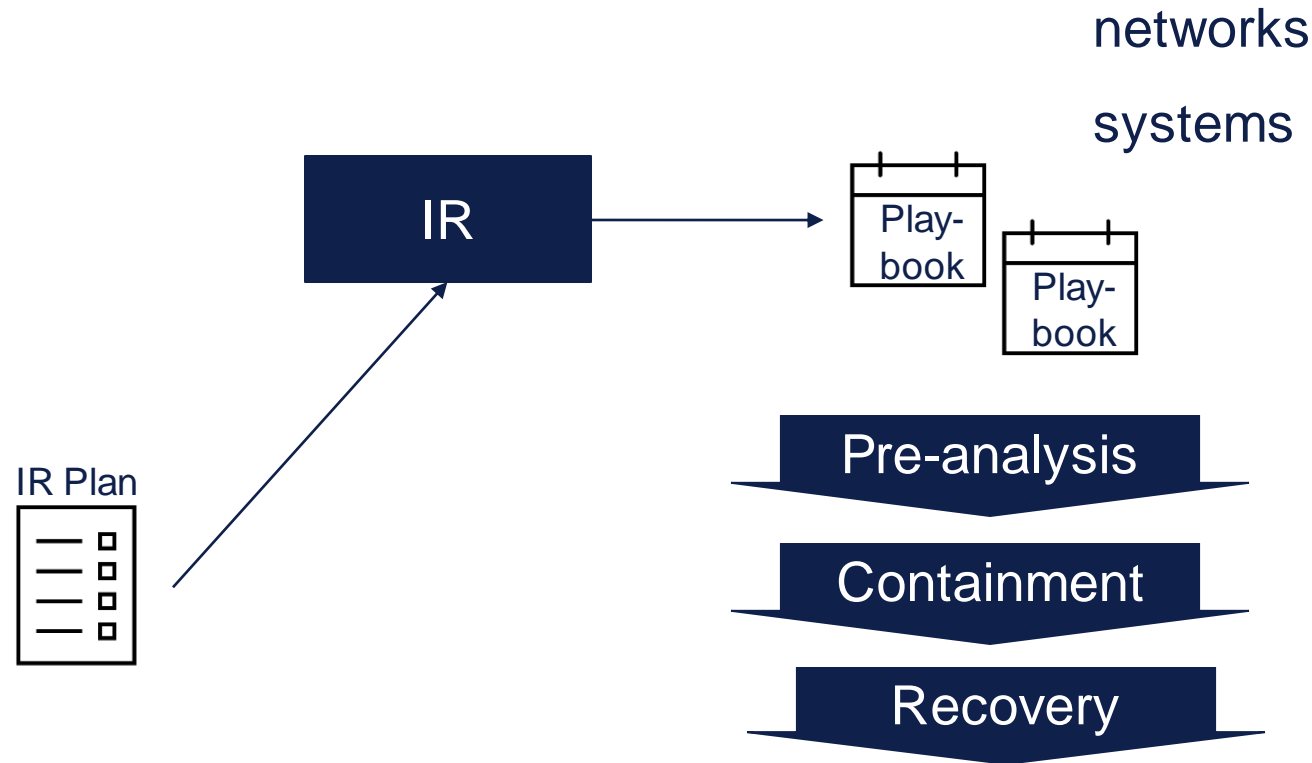 networks
systems
IR
Play-
book
Play-
book
Pre-analysis
IR Plan
Containment
Recovery